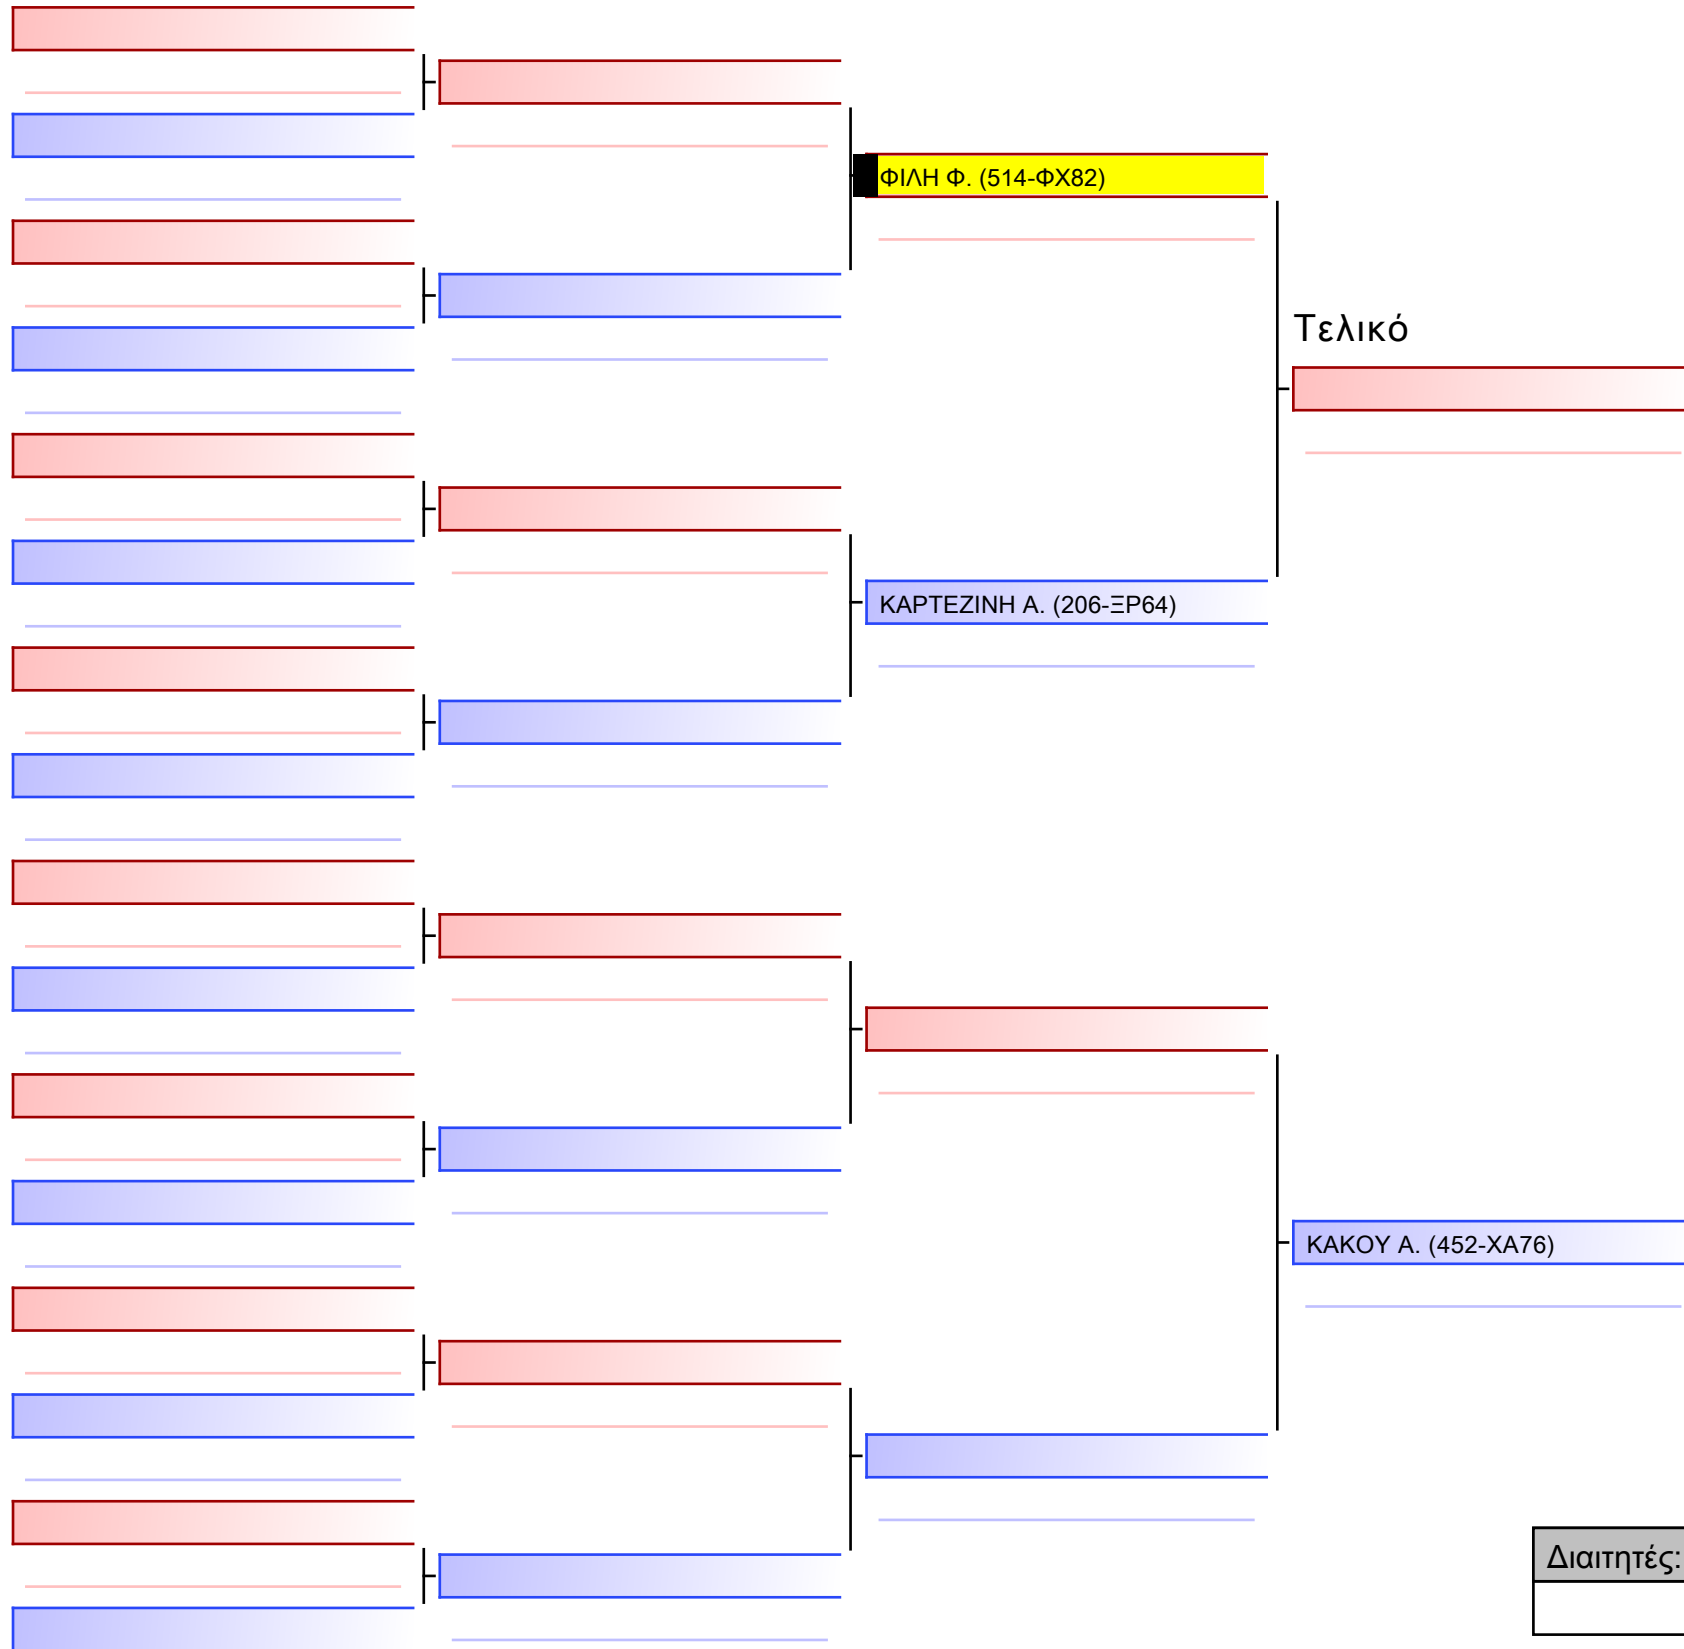 ΦΙΛΗ Φ. (514-ΦΧ82)
Τελικό
ΚΑΡΤΕΖΙΝΗ Α. (206-ΞΡ64)
ΚΑΚΟΥ Α. (452-ΧΑ76)
Διαιτητές: